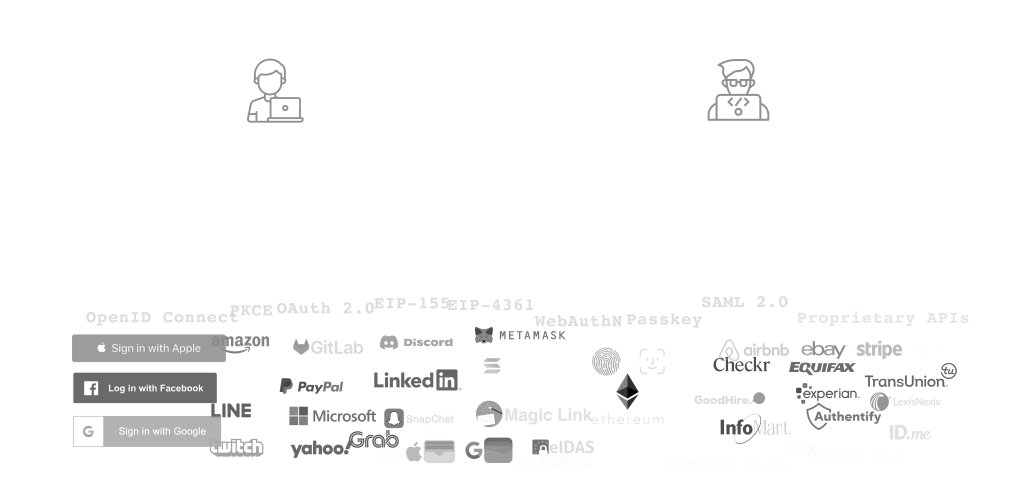 OpenID Connect PKCE OAuth 2.0 EIP-155 EIP-4361 WebAuthN Passkey SAML 2.0 Proprietary APIs
Sign in with Apple amazon GitLab Discord METAMASK airbnb ebay stripe
Checkr EQUIFAX tu
Log in with Facebook PayPal Linked in TransUnion.
GoodHire. experian. LexisNexis
LINE Microsoft SnapChat Magic Link ethereum Authentify
G Sign in with Google InfoMart. ID.me
twitch yahoo! Grab G eIDAS